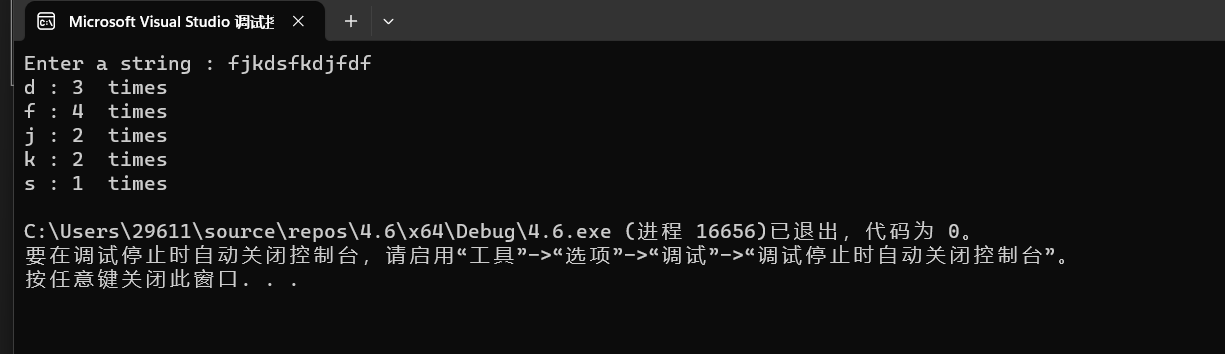 Microsoft Visual Studio 调试控
Enter a string : fjkdsfkdjfdf
d : 3  times
f : 4  times
j : 2  times
k : 2  times
s : 1  times
C:\Users\29611\source\repos\4.6\x64\Debug\4.6.exe (进程 16656)已退出，代码为 0。
要在调试停止时自动关闭控制台，请启用“工具”->“选项”->“调试”->“调试停止时自动关闭控制台”。
按任意键关闭此窗口. . .